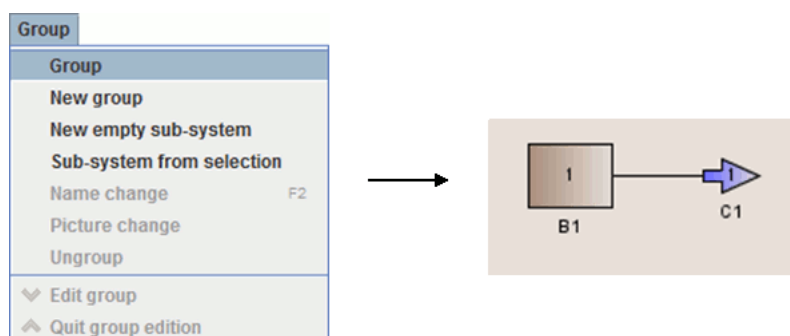 Group
Group
New group
New empty sub-system
Sub-system from selection
Name change F2
Picture change
Ungroup
Edit group
Quit group edition
1
B1
1
C1